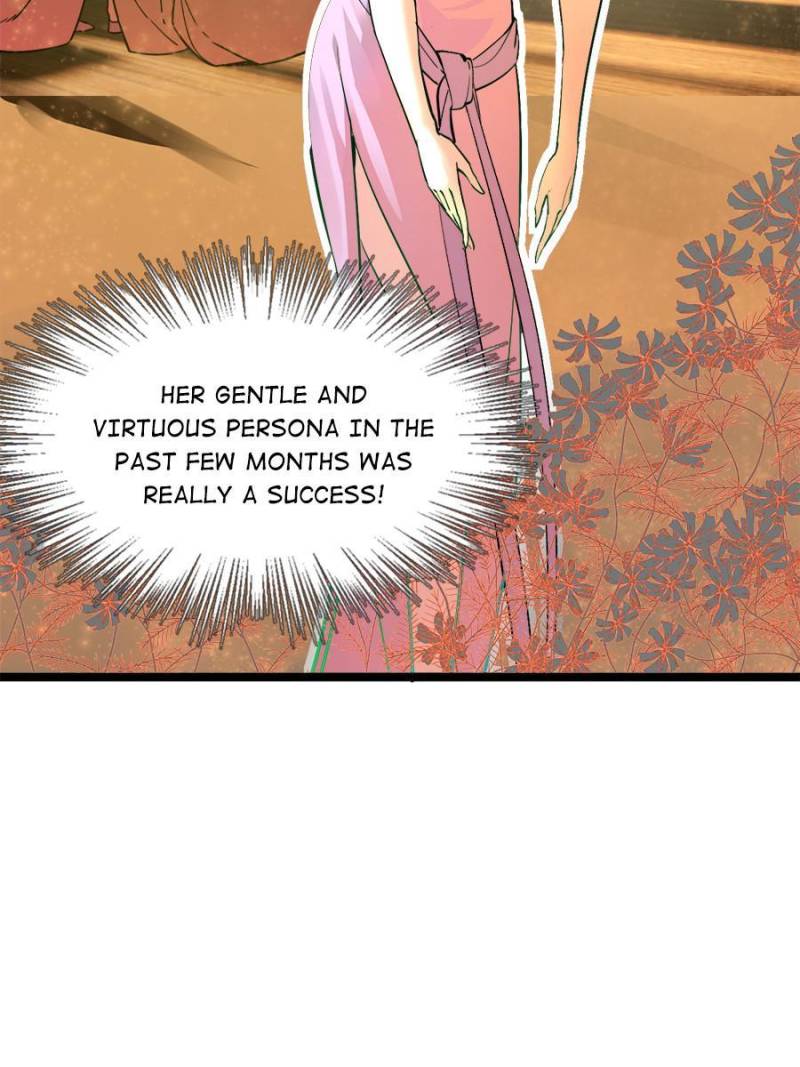 HER GENTLE AND
VIRTUOUS PERSONA IN THE
PAST FEW MONTHS WAS
REALLY A SUCCESS!